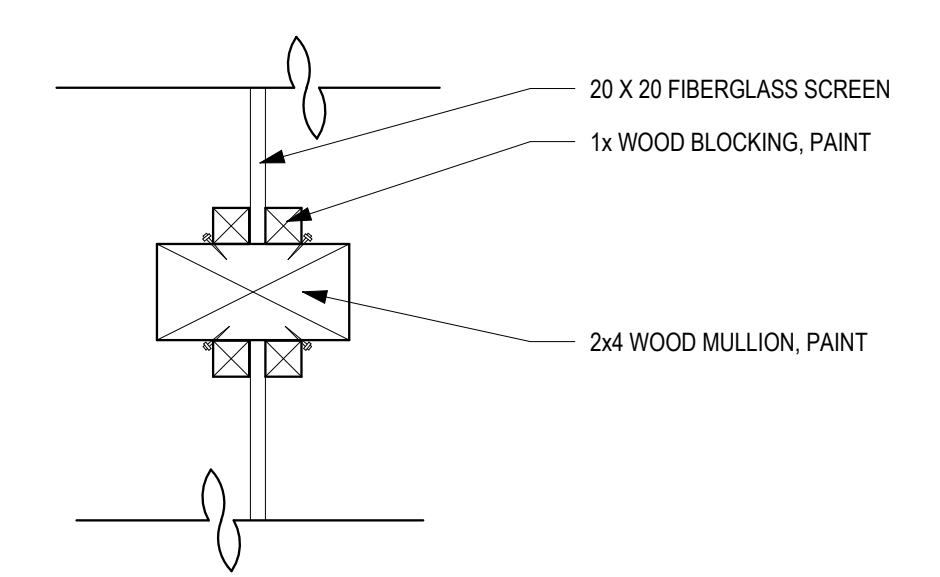 20 X 20 FIBERGLASS SCREEN
1x WOOD BLOCKING, PAINT
2x4 WOOD MULLION, PAINT